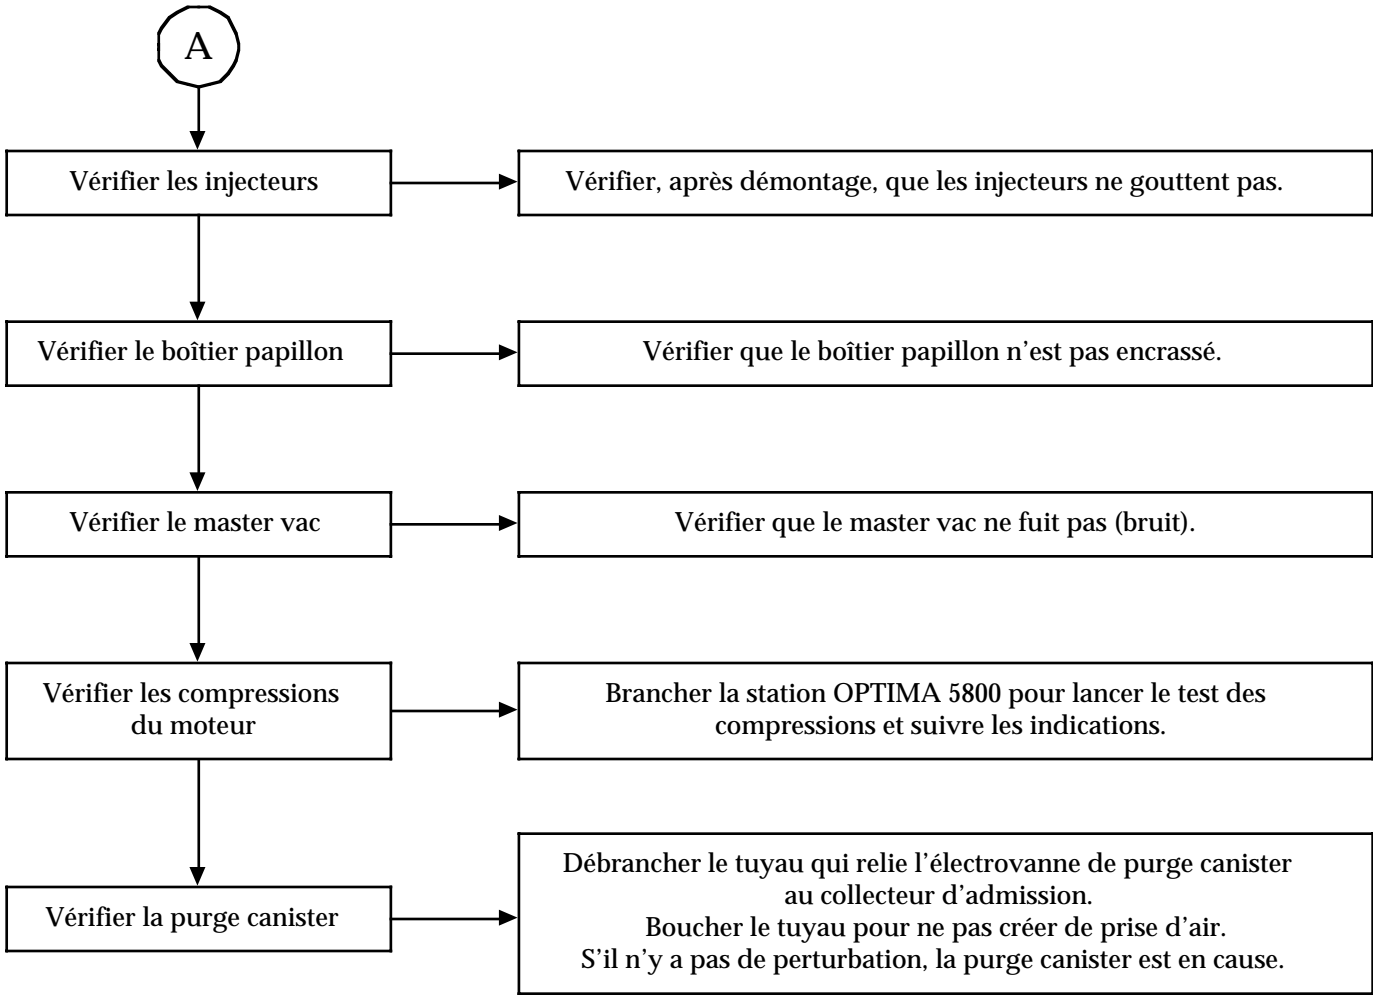 A
Vérifier les injecteurs
Vérifier, après démontage, que les injecteurs ne gouttent pas.
Vérifier le boîtier papillon
Vérifier que le boîtier papillon n’est pas encrassé.
Vérifier le master vac
Vérifier que le master vac ne fuit pas (bruit).
Vérifier les compressions
du moteur
Brancher la station OPTIMA 5800 pour lancer le test des
compressions et suivre les indications.
Vérifier la purge canister
Débrancher le tuyau qui relie l’électrovanne de purge canister
au collecteur d’admission.
Boucher le tuyau pour ne pas créer de prise d’air.
S’il n’y a pas de perturbation, la purge canister est en cause.